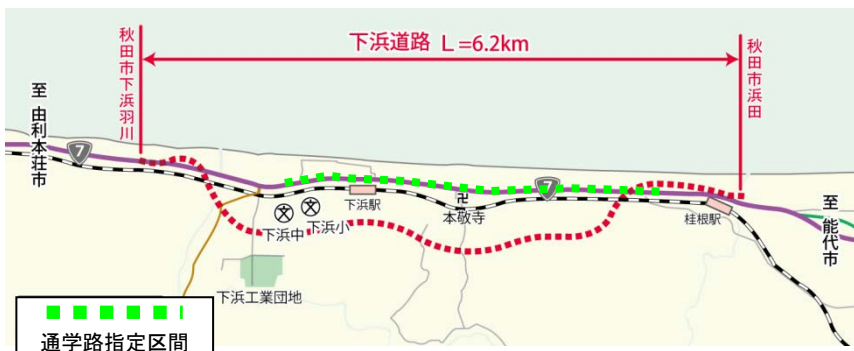 下浜道路 L=6.2km
秋田市下浜羽川
秋田市浜田
至 由利本荘市
7
7
下浜駅
卍
本敬寺
桂根駅
至 能代市
文
文
下浜中
下浜小
下浜工業団地
通学路指定区間